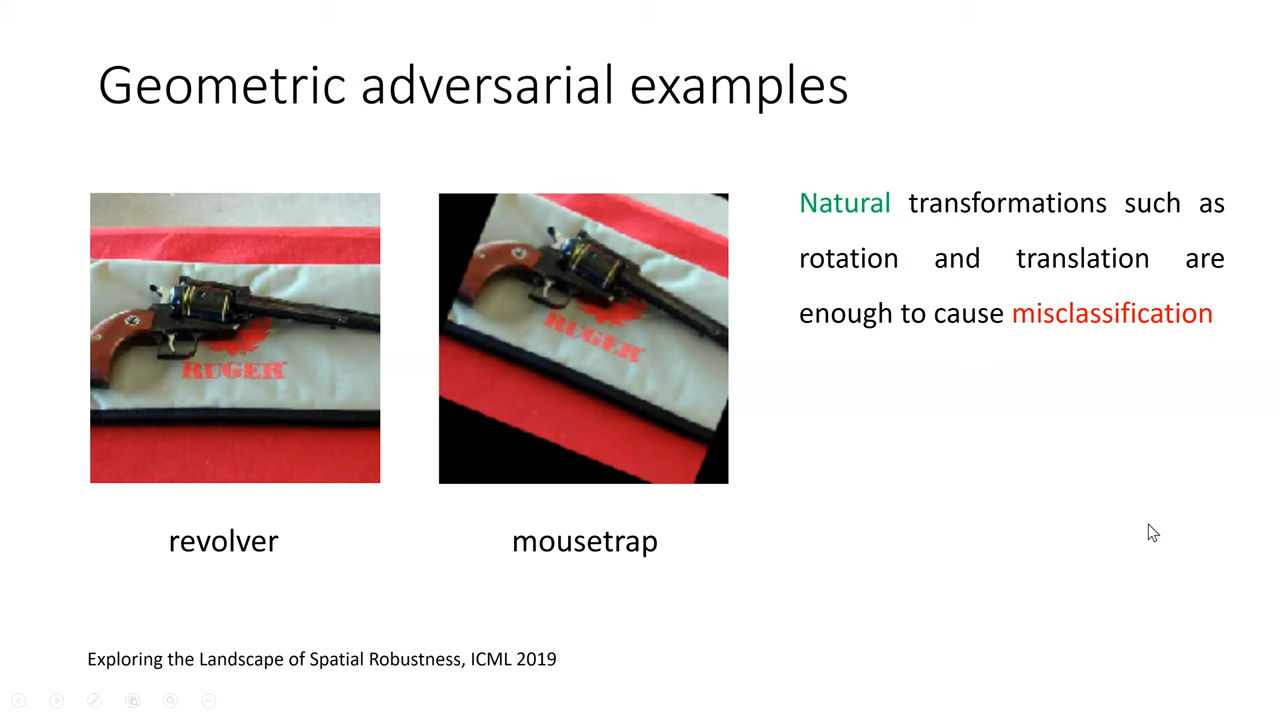 Geometric adversarial examples
Natural transformations such as
rotation and translation are
enough to cause misclassification
RUGER
RUGER
revolver
mousetrap
Exploring the Landscape of Spatial Robustness, ICML 2019